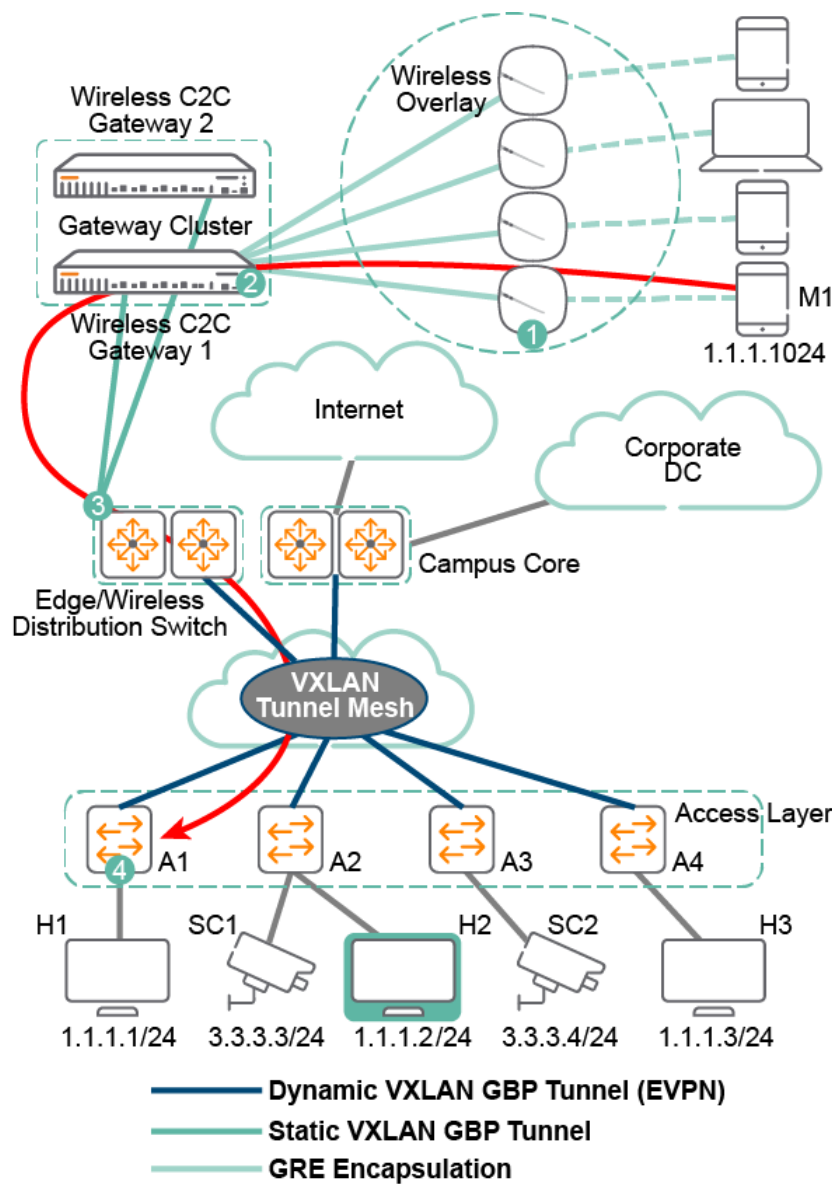 Wireless C2C
Gateway 2
Gateway Cluster
2
Wireless C2C
Gateway 1
Wireless
Overlay
1
M1
1.1.1.1024
Internet
Corporate
DC
3
Campus Core
Edge/Wireless
Distribution Switch
VXLAN
Tunnel Mesh
Access Layer
4
A1
A2
A3
A4
H1
SC1
H2
SC2
H3
1.1.1.1/24
3.3.3.3/24
1.1.1.2/24
3.3.3.4/24
1.1.1.3/24
Dynamic VXLAN GBP Tunnel (EVPN)
Static VXLAN GBP Tunnel
GRE Encapsulation